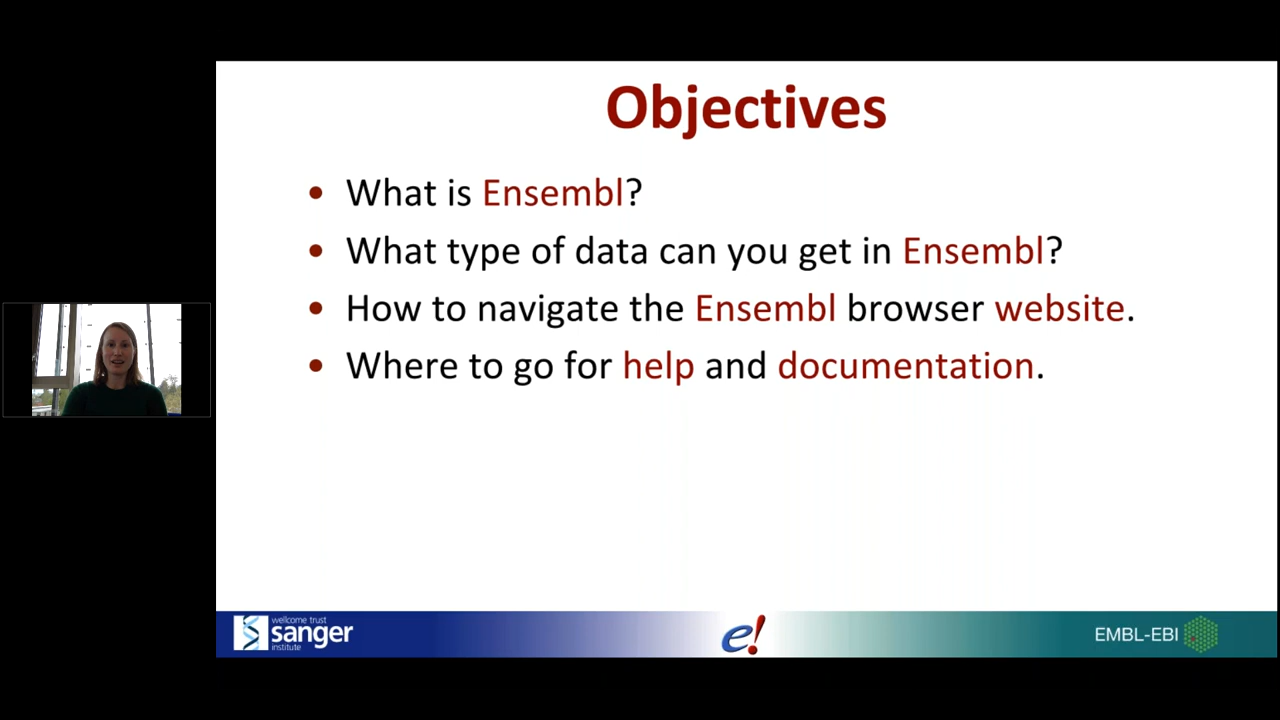 Objectives
• What is Ensembl?
• What type of data can you get in Ensembl?
• How to navigate the Ensembl browser website.
• Where to go for help and documentation.
wellcome trust
sanger
institute
e!
EMBL-EBI